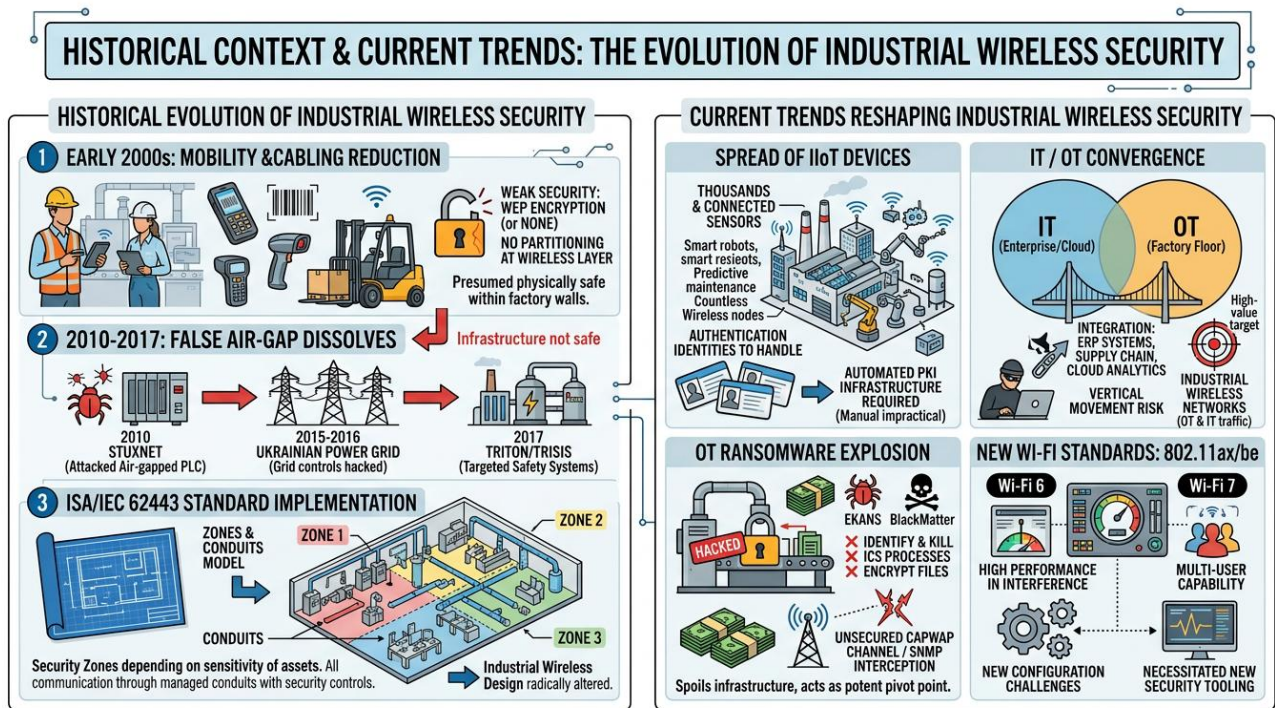 HISTORICAL CONTEXT & CURRENT TRENDS: THE EVOLUTION OF INDUSTRIAL WIRELESS SECURITY
HISTORICAL EVOLUTION OF INDUSTRIAL WIRELESS SECURITY
1 EARLY 2000s: MOBILITY &CABLING REDUCTION
WEAK SECURITY:
WEP ENCRYPTION
(or NONE)
NO PARTITIONING
AT WIRELESS LAYER
Presumed physically safe
within factory walls.
2 2010-2017: FALSE AIR-GAP DISSOLVES
Infrastructure not safe
2010
STUXNET
(Attacked Air-gapped PLC)
2015-2016
UKRAINIAN POWER GRID
(Grid controls hacked)
2017
TRITON/TRISIS
(Targeted Safety Systems)
3 ISA/IEC 62443 STANDARD IMPLEMENTATION
ZONES &
CONDUITS
MODEL
ZONE 1
ZONE 2
ZONE 3
CONDUITS
Security Zones depending on sensitivity of assets. All
communication through managed conduits with security controls.
Industrial Wireless
Design radically altered.
CURRENT TRENDS RESHAPING INDUSTRIAL WIRELESS SECURITY
SPREAD OF IIoT DEVICES
THOUSANDS
& CONNECTED
SENSORS
Smart robots,
smart resieots,
Predictive
maintenance
Countless
Wireless nodes
AUTHENTICATION
IDENTITIES TO HANDLE
AUTOMATED PKI
INFRASTRUCTURE
REQUIRED
(Manual impractical)
IT / OT CONVERGENCE
IT
(Enterprise/Cloud)
OT
(Factory Floor)
INTEGRATION:
ERP SYSTEMS,
SUPPLY CHAIN,
CLOUD ANALYTICS
VERTICAL
MOVEMENT RISK
High-
value
target
INDUSTRIAL
WIRELESS
NETWORKS
(OT & IT traffic)
OT RANSOMWARE EXPLOSION
HACKED
EKANS
BlackMatter
IDENTIFY & KILL
ICS PROCESSES
ENCRYPT FILES
UNSECURED CAPWAP
CHANNEL / SNMP
INTERCEPTION
Spoils infrastructure, acts as potent pivot point.
NEW WI-FI STANDARDS: 802.11ax/be
Wi-Fi 6
Wi-Fi 7
HIGH PERFORMANCE
IN INTERFERENCE
MULTI-USER
CAPABILITY
NEW CONFIGURATION
CHALLENGES
NECESSITATED NEW
SECURITY TOOLING